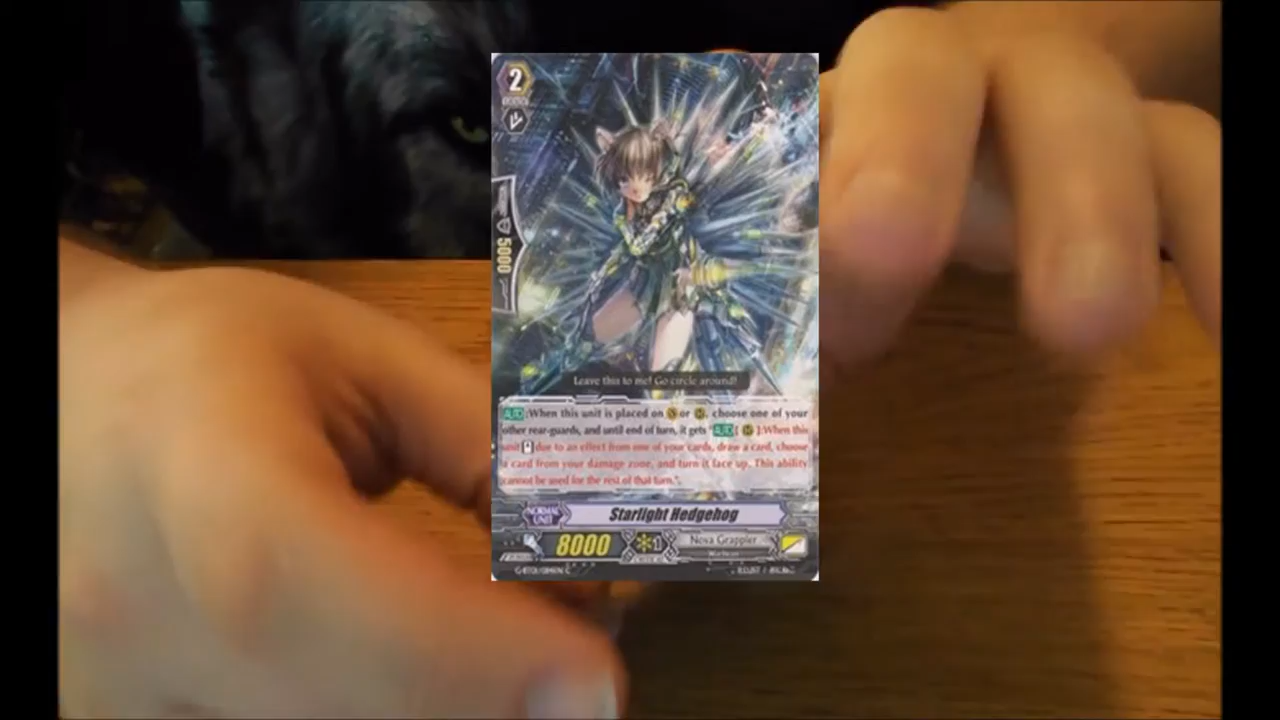 2
5000
Leave this to me! Go circle around!
AUTO :When this unit is placed on or , choose one of your
other rear-guards, and until end of turn, it gets "AUTO [ ]:When this
unit due to an effect from one of your cards, draw a card, choose
a card from your damage zone, and turn it face up. This ability
cannot be used for the rest of that turn.".
NORMAL UNIT
Starlight Hedgehog
8000
1
Nova Grappler